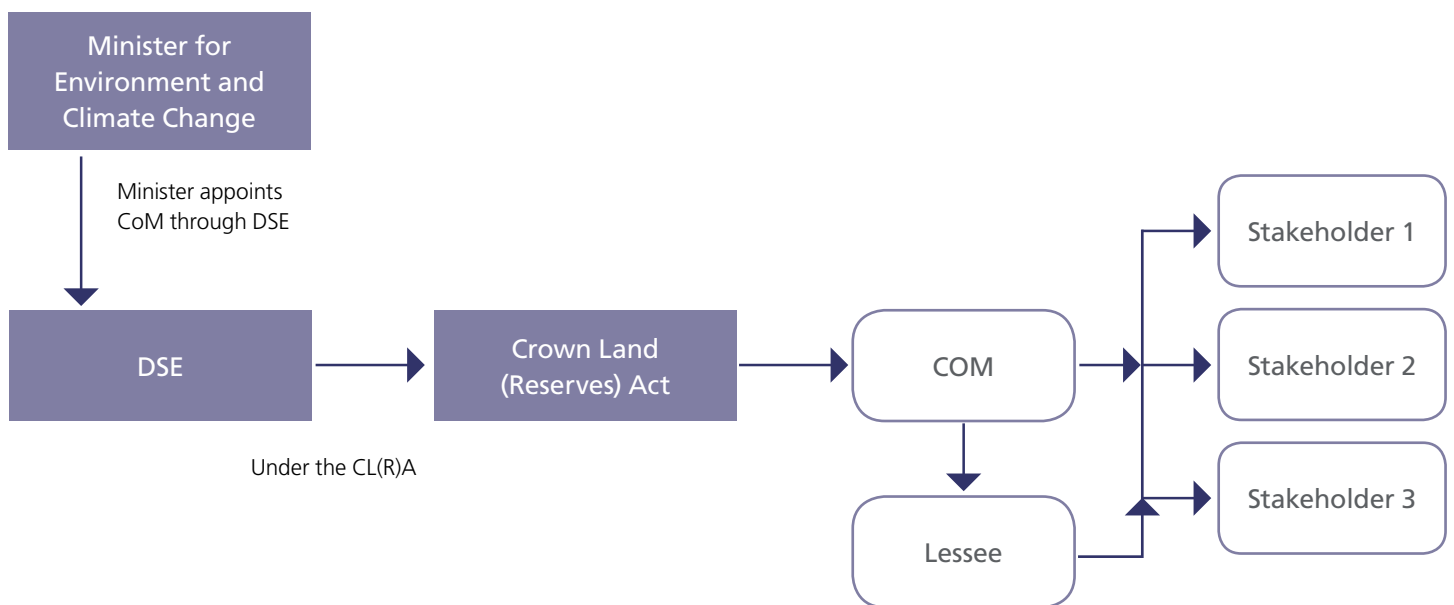 Minister for
Environment and
Climate Change
Minister appoints
CoM through DSE
DSE
Crown Land
(Reserves) Act
COM
Under the CL(R)A
Lessee
Stakeholder 1
Stakeholder 2
Stakeholder 3